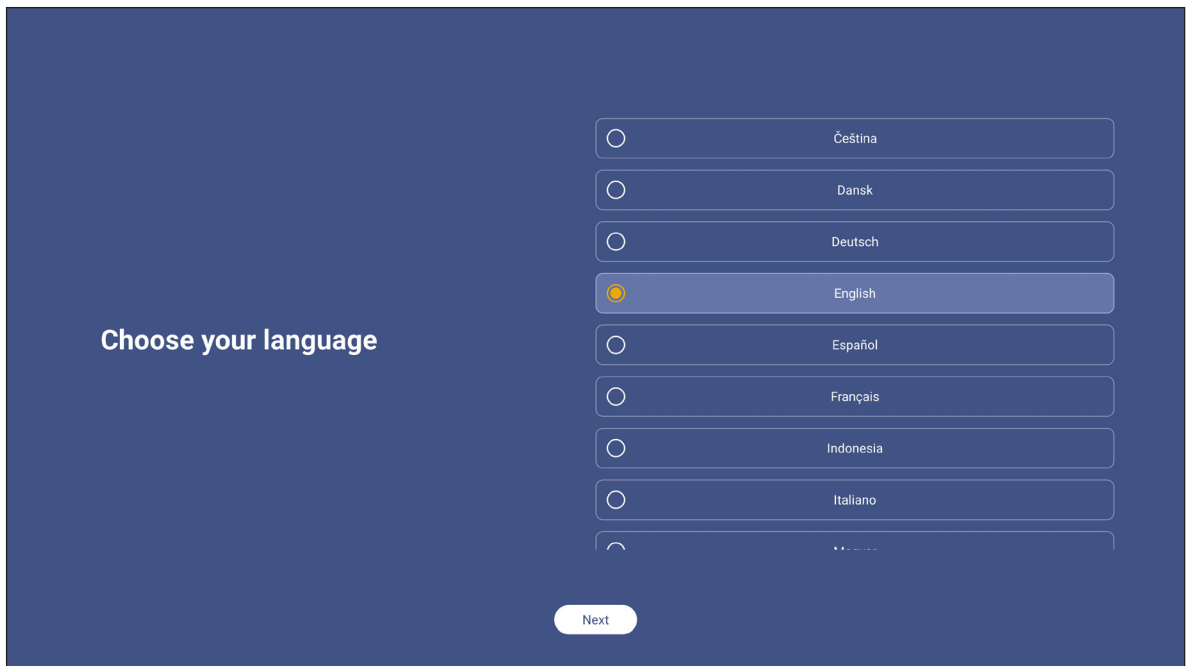 Choose your language
Čeština
Dansk
Deutsch
English
Español
Français
Indonesia
Italiano
Next